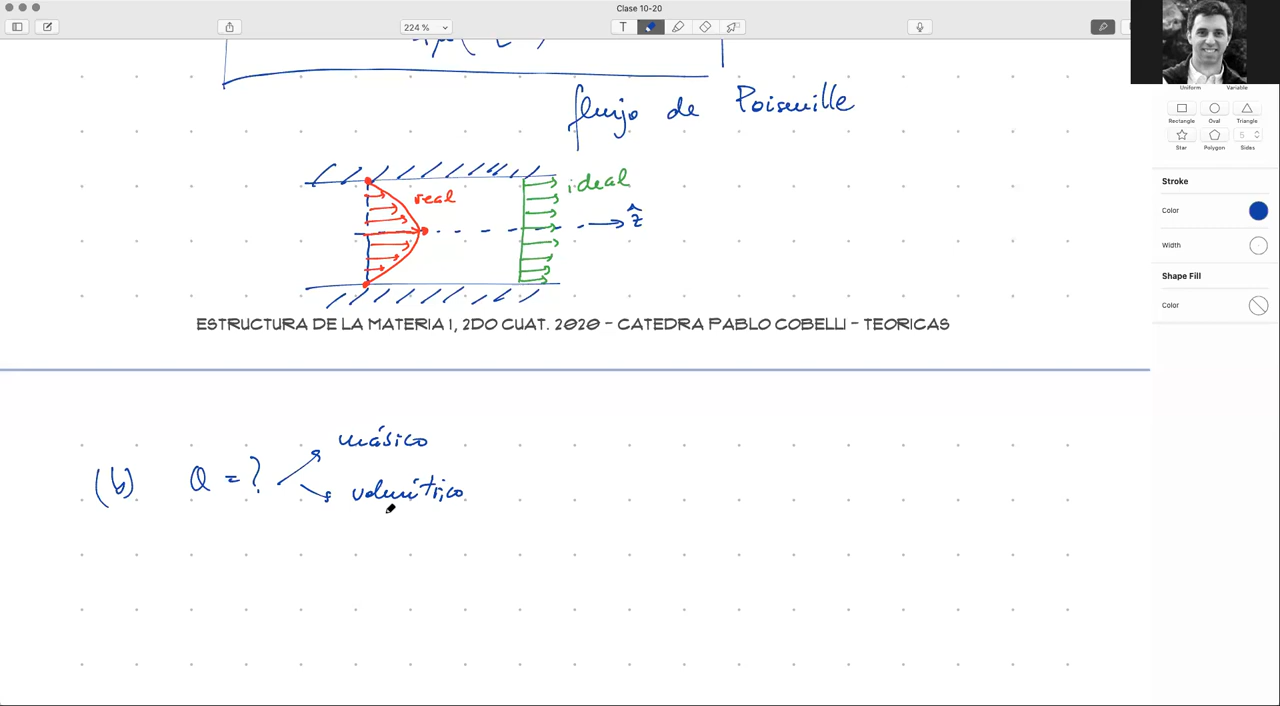 Clase 10-20
224 %
T
flujo de Poiseuille
ideal
real
ẑ
ESTRUCTURA DE LA MATERIA 1, 2DO CUAT. 2020 - CATEDRA PABLO COBELLI - TEORICAS
másico
(b) Q = ?
volumétrico
Uniform Variable
Rectangle Oval Triangle
Star Polygon 5 Sides
Stroke
Color
Width
Shape Fill
Color